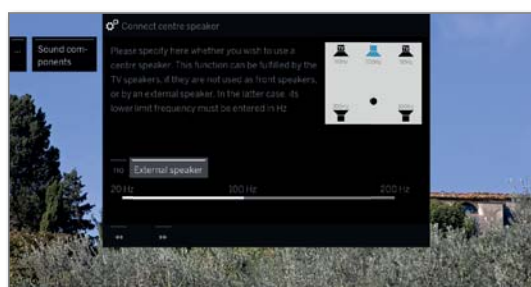 Connect centre speaker
...
Sound com-
ponents
Please specify here whether you wish to use a
centre speaker. This function can be fulfilled by the
TV speakers, if they are not used as front speakers,
or by an external speaker. In the latter case, its
lower limit frequency must be entered in Hz
TV
TV
no
External speaker
20 Hz
100 Hz
200 Hz